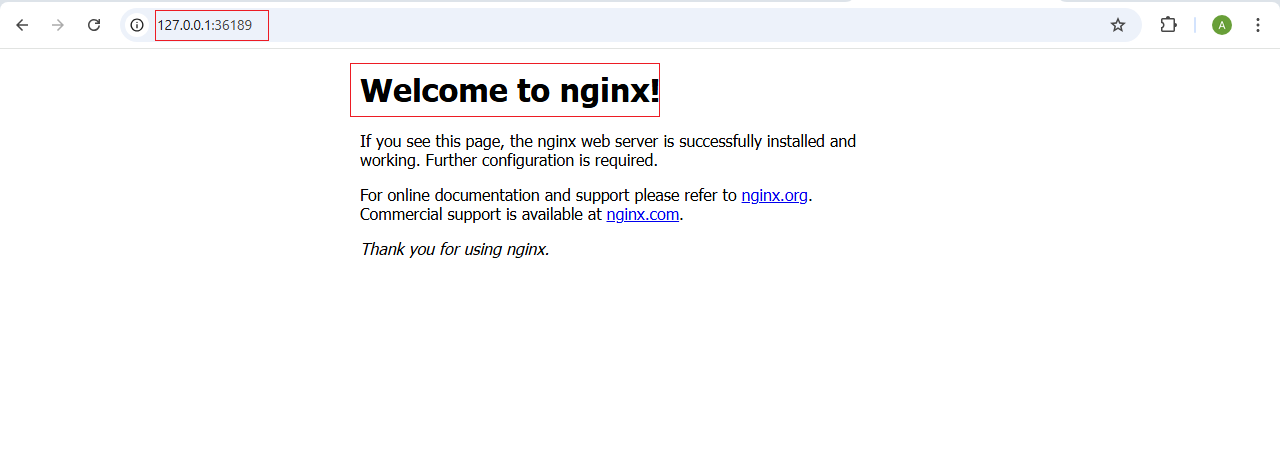 127.0.0.1:36189
A
Welcome to nginx!
If you see this page, the nginx web server is successfully installed and
working. Further configuration is required.
For online documentation and support please refer to nginx.org.
Commercial support is available at nginx.com.
Thank you for using nginx.